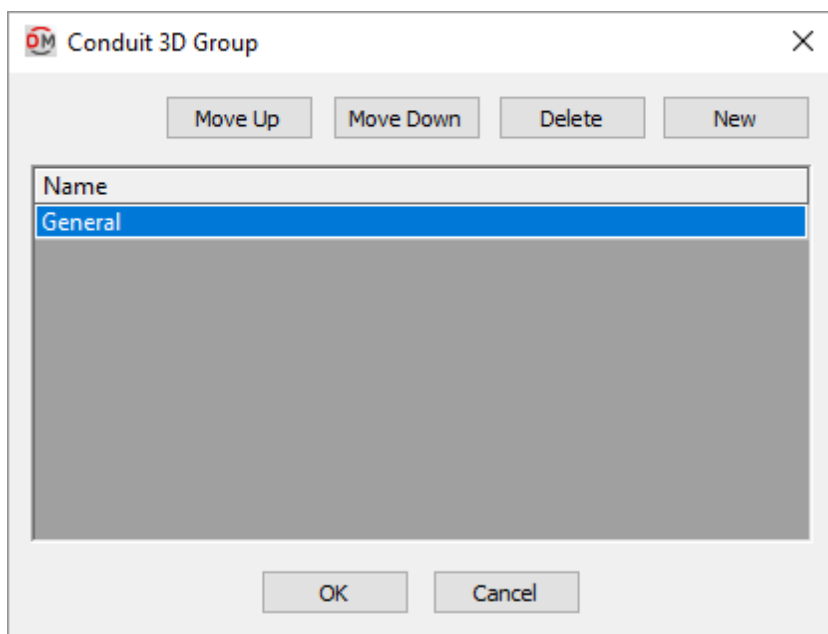 DM Conduit 3D Group
Move Up Move Down Delete New
Name
General
OK Cancel